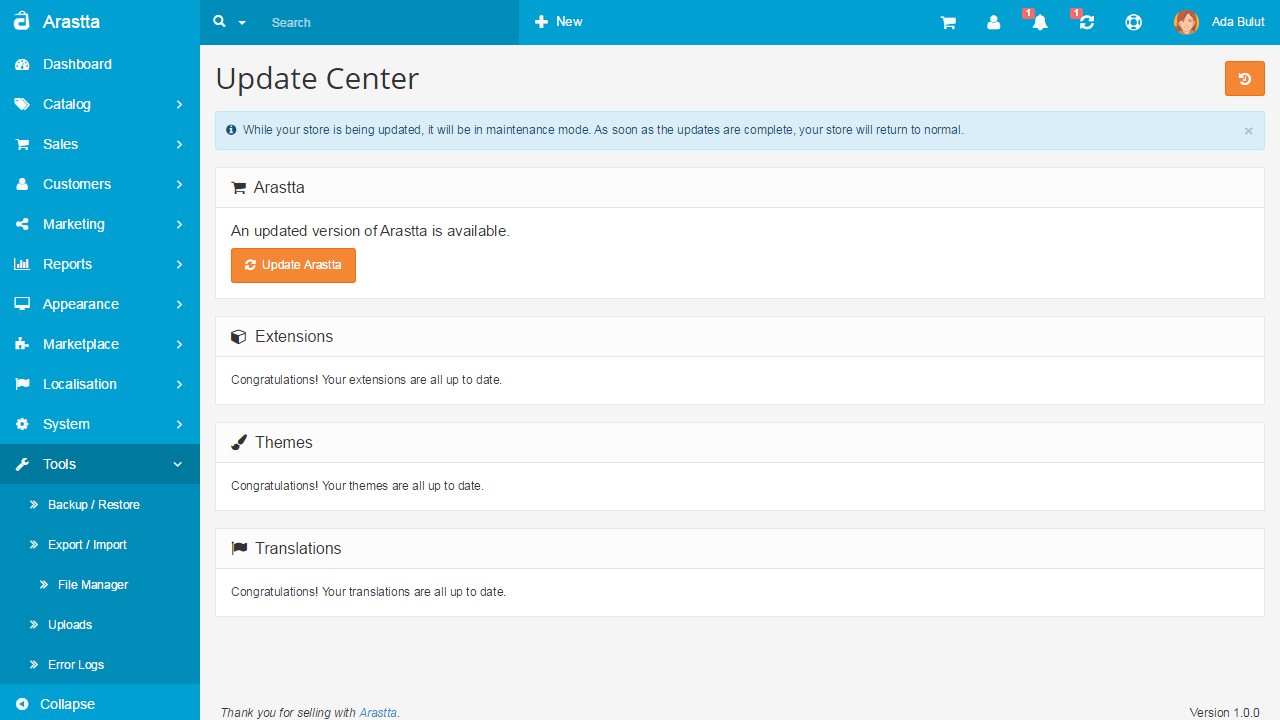 Arastta
Search
New
1
1
Ada Bulut
Dashboard
Catalog
Sales
Customers
Marketing
Reports
Appearance
Marketplace
Localisation
System
Tools
Backup / Restore
Export / Import
File Manager
Uploads
Error Logs
Collapse
Update Center
While your store is being updated, it will be in maintenance mode. As soon as the updates are complete, your store will return to normal.
×
Arastta
An updated version of Arastta is available.
Update Arastta
Extensions
Congratulations! Your extensions are all up to date.
Themes
Congratulations! Your themes are all up to date.
Translations
Congratulations! Your translations are all up to date.
Thank you for selling with Arastta.
Version 1.0.0